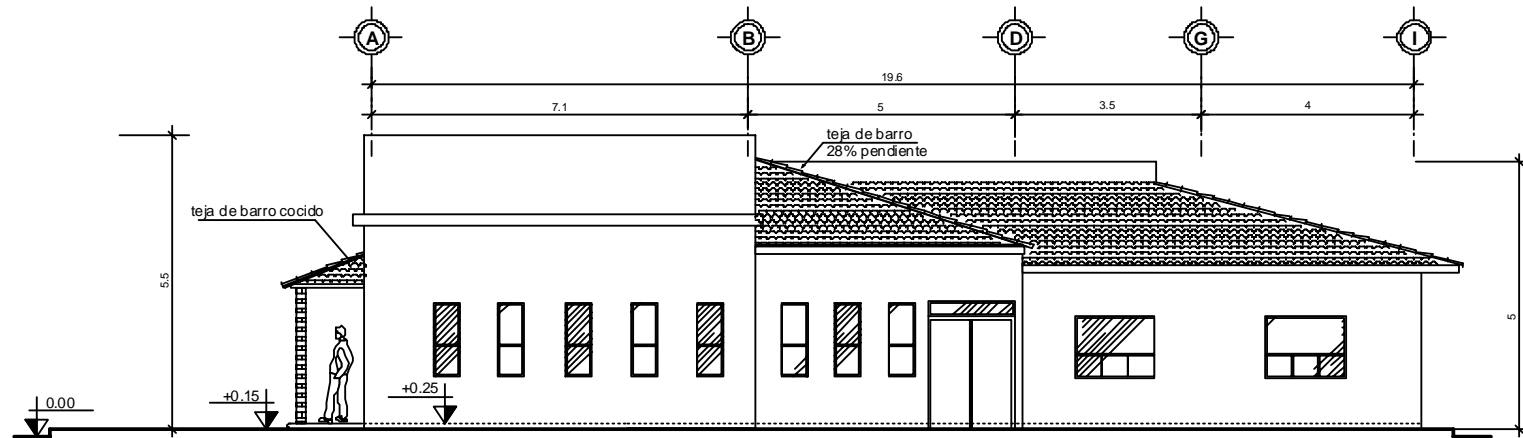 A B D G I
19.6
7.1 5 3.5 4
teja de barro
28% pendiente
teja de barro cocido
5.5
5
+0.25
+0.15
0.00